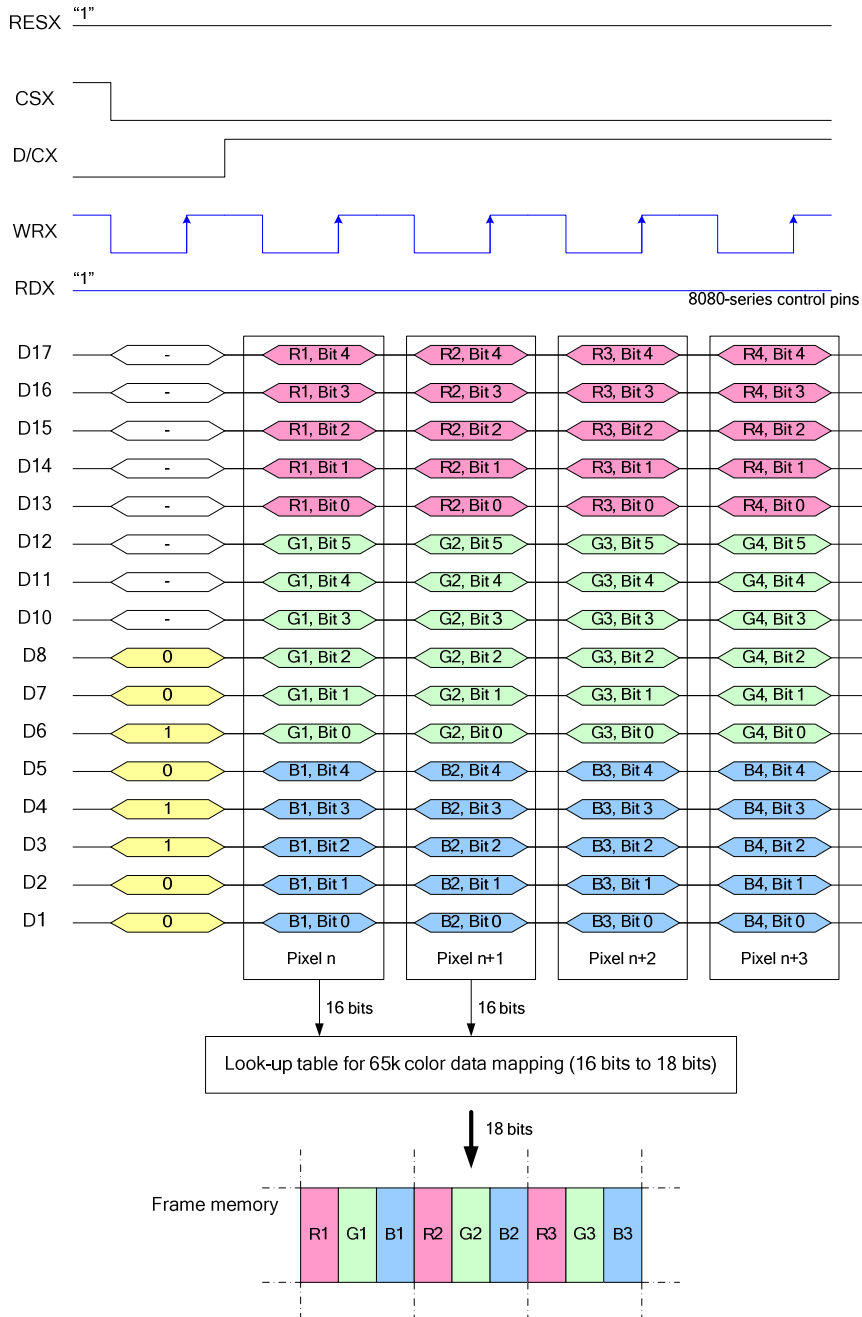 RESX “1”
CSX
D/CX
WRX
RDX “1”
8080-series control pins
D17 - R1, Bit 4 R2, Bit 4 R3, Bit 4 R4, Bit 4
D16 - R1, Bit 3 R2, Bit 3 R3, Bit 3 R4, Bit 3
D15 - R1, Bit 2 R2, Bit 2 R3, Bit 2 R4, Bit 2
D14 - R1, Bit 1 R2, Bit 1 R3, Bit 1 R4, Bit 1
D13 - R1, Bit 0 R2, Bit 0 R3, Bit 0 R4, Bit 0
D12 - G1, Bit 5 G2, Bit 5 G3, Bit 5 G4, Bit 5
D11 - G1, Bit 4 G2, Bit 4 G3, Bit 4 G4, Bit 4
D10 - G1, Bit 3 G2, Bit 3 G3, Bit 3 G4, Bit 3
D8 0 G1, Bit 2 G2, Bit 2 G3, Bit 2 G4, Bit 2
D7 0 G1, Bit 1 G2, Bit 1 G3, Bit 1 G4, Bit 1
D6 1 G1, Bit 0 G2, Bit 0 G3, Bit 0 G4, Bit 0
D5 0 B1, Bit 4 B2, Bit 4 B3, Bit 4 B4, Bit 4
D4 1 B1, Bit 3 B2, Bit 3 B3, Bit 3 B4, Bit 3
D3 1 B1, Bit 2 B2, Bit 2 B3, Bit 2 B4, Bit 2
D2 0 B1, Bit 1 B2, Bit 1 B3, Bit 1 B4, Bit 1
D1 0 B1, Bit 0 B2, Bit 0 B3, Bit 0 B4, Bit 0
Pixel n Pixel n+1 Pixel n+2 Pixel n+3
16 bits 16 bits
Look-up table for 65k color data mapping (16 bits to 18 bits)
18 bits
Frame memory
R1 G1 B1 R2 G2 B2 R3 G3 B3